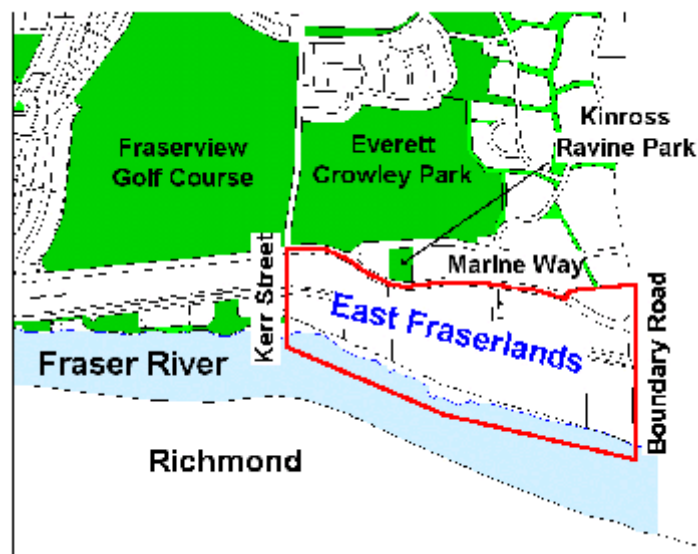 Kinross
Ravine Park
Fraserview
Golf Course
Everett
Crowley Park
Kerr Street
Marine Way
East Fraserlands
Boundary Road
Fraser River
Richmond